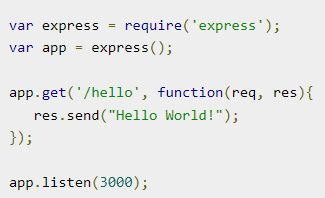 var express = require('express');
var app = express();

app.get('/hello', function(req, res){
   res.send("Hello World!");
});

app.listen(3000);